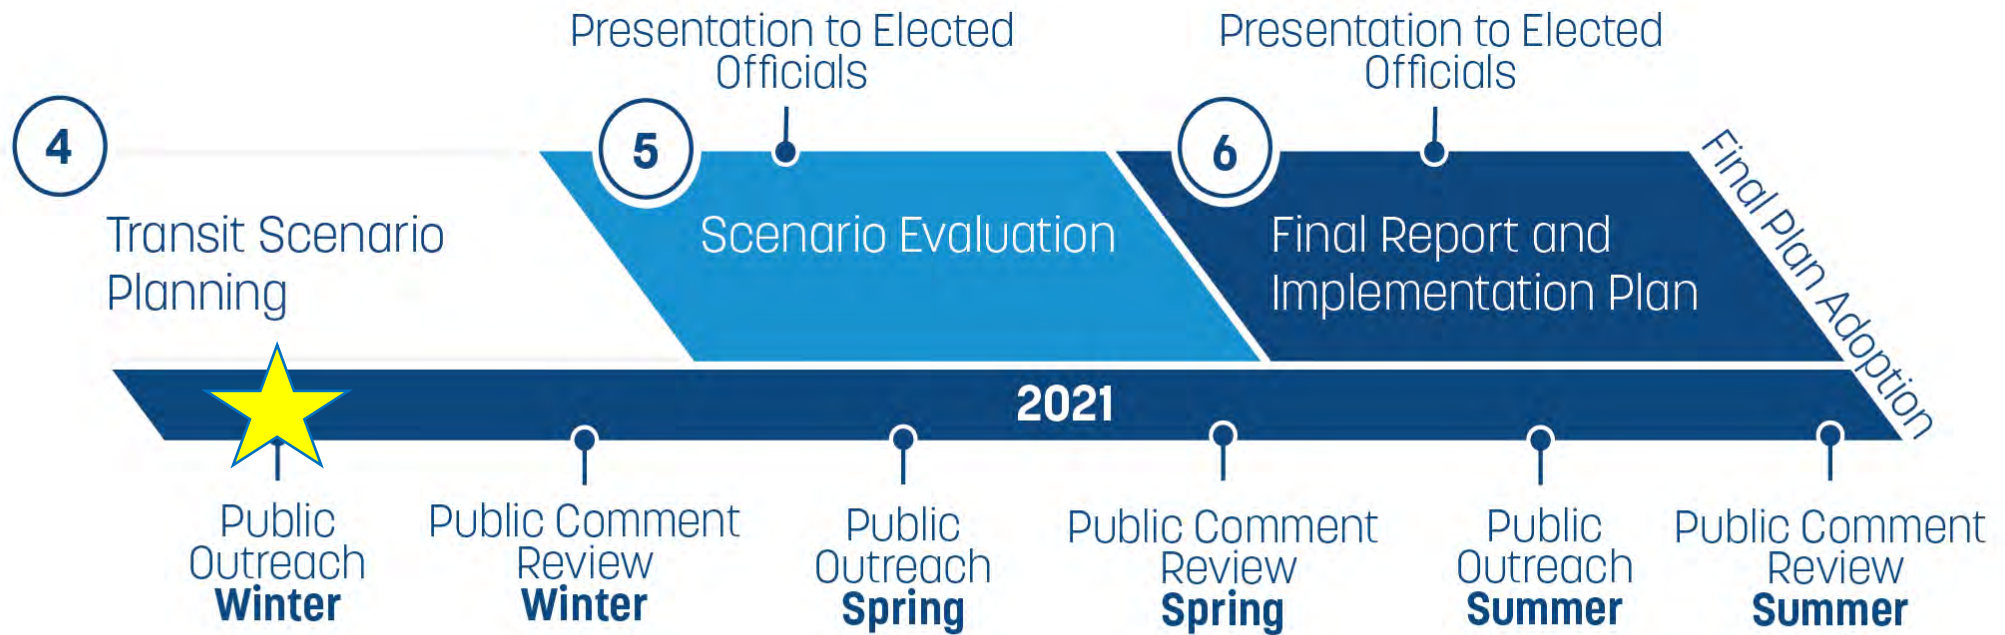 Presentation to Elected
Officials
Presentation to Elected
Officials
4
5
6
Transit Scenario
Planning
Scenario Evaluation
Final Report and
Implementation Plan
Final Plan Adoption
2021
Public
Outreach
Winter
Public Comment
Review
Winter
Public
Outreach
Spring
Public Comment
Review
Spring
Public
Outreach
Summer
Public Comment
Review
Summer